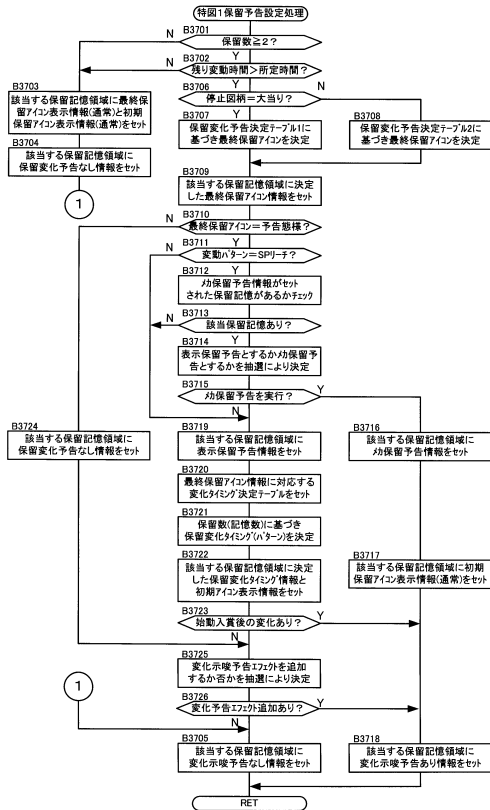 特図1保留予告設定処理
B3701
保留数≧2?
N
Y
B3702
残り変動時間>所定時間?
N
Y
B3703
該当する保留記憶領域に最終保
留アイコン表示情報(通常)と初期
保留アイコン表示情報(通常)をセット
B3704
該当する保留記憶領域に
保留変化予告なし情報をセット
1
B3706
停止図柄=大当り?
N
Y
B3707
保留変化予告決定テーブル1に
基づき最終保留アイコンを決定
B3708
保留変化予告決定テーブル2に
基づき最終保留アイコンを決定
B3709
該当する保留記憶領域に決定
した最終保留アイコン情報をセット
B3710
最終保留アイコン=予告態様?
N
Y
B3711
変動パターン=SPリーチ?
N
Y
B3712
メカ保留予告情報がセット
された保留記憶があるかチェック
B3713
該当保留記憶あり?
N
Y
B3714
表示保留予告とするかメカ保留予
告とするかを抽選により決定
B3715
メカ保留予告を実行?
Y
N
B3724
該当する保留記憶領域に
保留変化予告なし情報をセット
B3719
該当する保留記憶領域に
表示保留予告情報をセット
B3716
該当する保留記憶領域に
メカ保留予告情報をセット
B3720
最終保留アイコン情報に対応する
変化タイミング決定テーブルをセット
B3721
保留数(記憶数)に基づき
保留変化タイミング(パターン)を決定
B3722
該当する保留記憶領域に決定
した保留変化タイミング情報と
初期アイコン表示情報をセット
B3717
該当する保留記憶領域に初期
保留アイコン表示情報(通常)をセット
B3723
始動入賞後の変化あり?
Y
N
B3725
変化示唆予告エフェクトを追加
するか否かを抽選により決定
1
B3726
変化予告エフェクト追加あり?
Y
N
B3705
該当する保留記憶領域に
変化示唆予告なし情報をセット
B3718
該当する保留記憶領域に
変化示唆予告あり情報をセット
RET